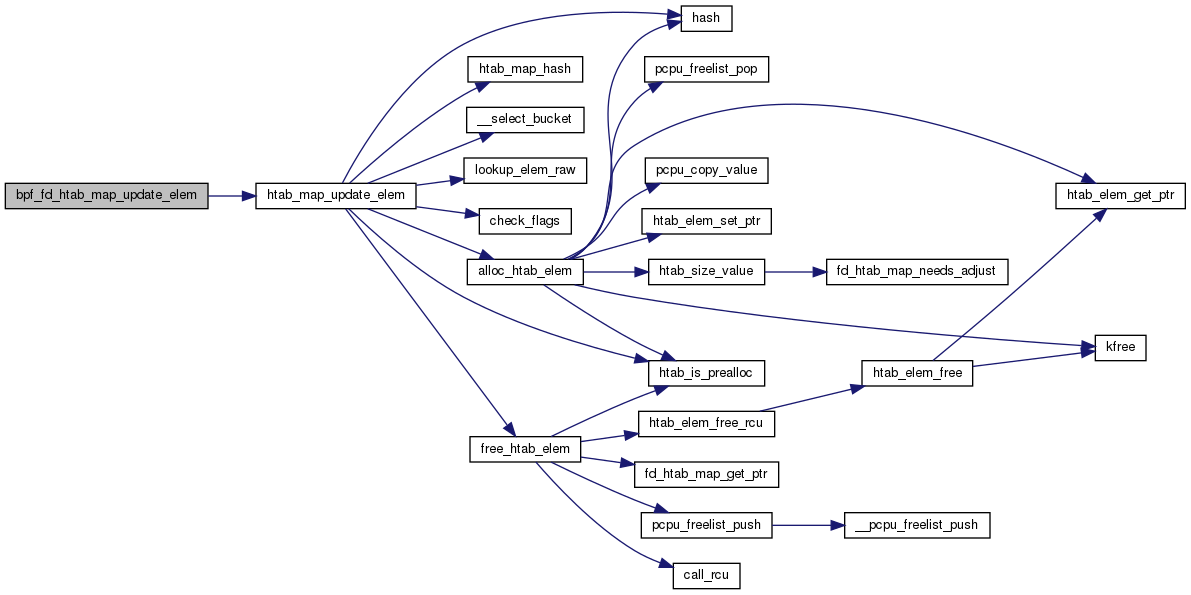 hash
htab_map_hash
pcpu_freelist_pop
__select_bucket
lookup_elem_raw
pcpu_copy_value
bpf_fd_htab_map_update_elem
htab_map_update_elem
htab_elem_get_ptr
check_flags
htab_elem_set_ptr
alloc_htab_elem
htab_size_value
fd_htab_map_needs_adjust
kfree
htab_is_prealloc
htab_elem_free
htab_elem_free_rcu
free_htab_elem
fd_htab_map_get_ptr
pcpu_freelist_push
__pcpu_freelist_push
call_rcu